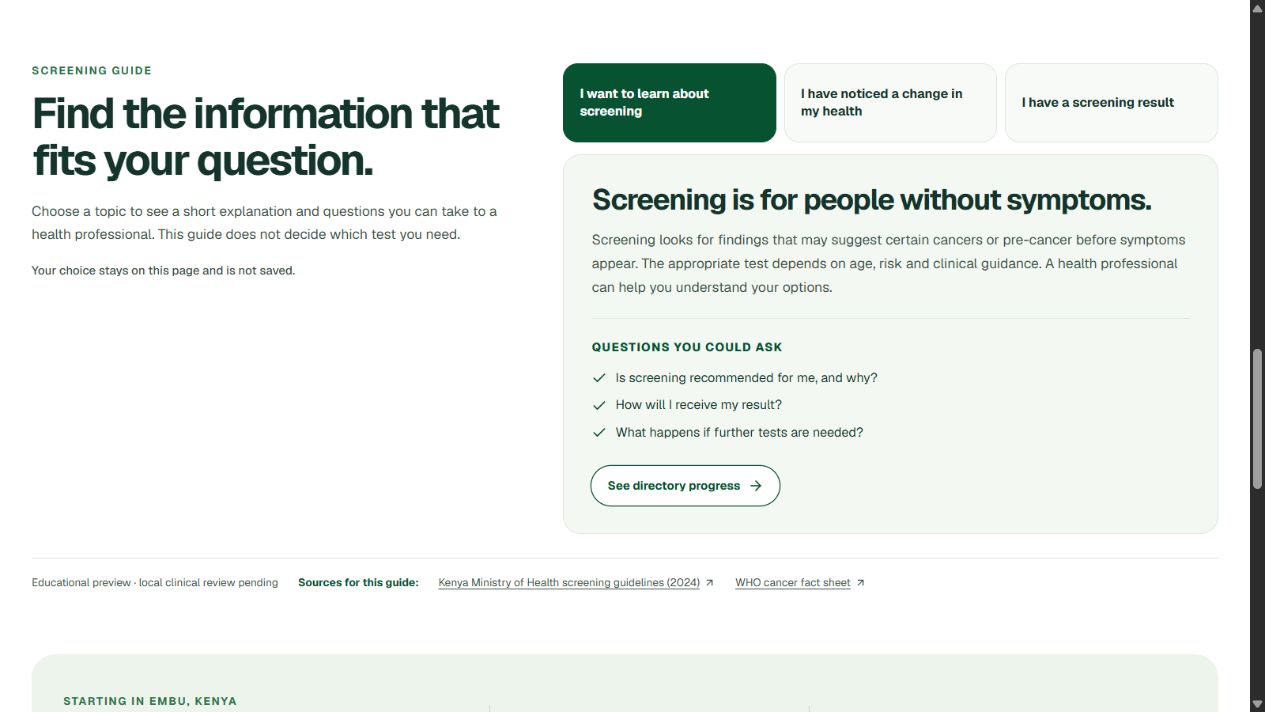 SCREENING GUIDE
Find the information that
fits your question.
Choose a topic to see a short explanation and questions you can take to a
health professional. This guide does not decide which test you need.
Your choice stays on this page and is not saved.
I want to learn about
screening
I have noticed a change in
my health
I have a screening result
Screening is for people without symptoms.
Screening looks for findings that may suggest certain cancers or pre-cancer before symptoms
appear. The appropriate test depends on age, risk and clinical guidance. A health professional
can help you understand your options.
QUESTIONS YOU COULD ASK
Is screening recommended for me, and why?
How will I receive my result?
What happens if further tests are needed?
See directory progress
Educational preview · local clinical review pending
Sources for this guide:
Kenya Ministry of Health screening guidelines (2024)
WHO cancer fact sheet
STARTING IN EMBU, KENYA